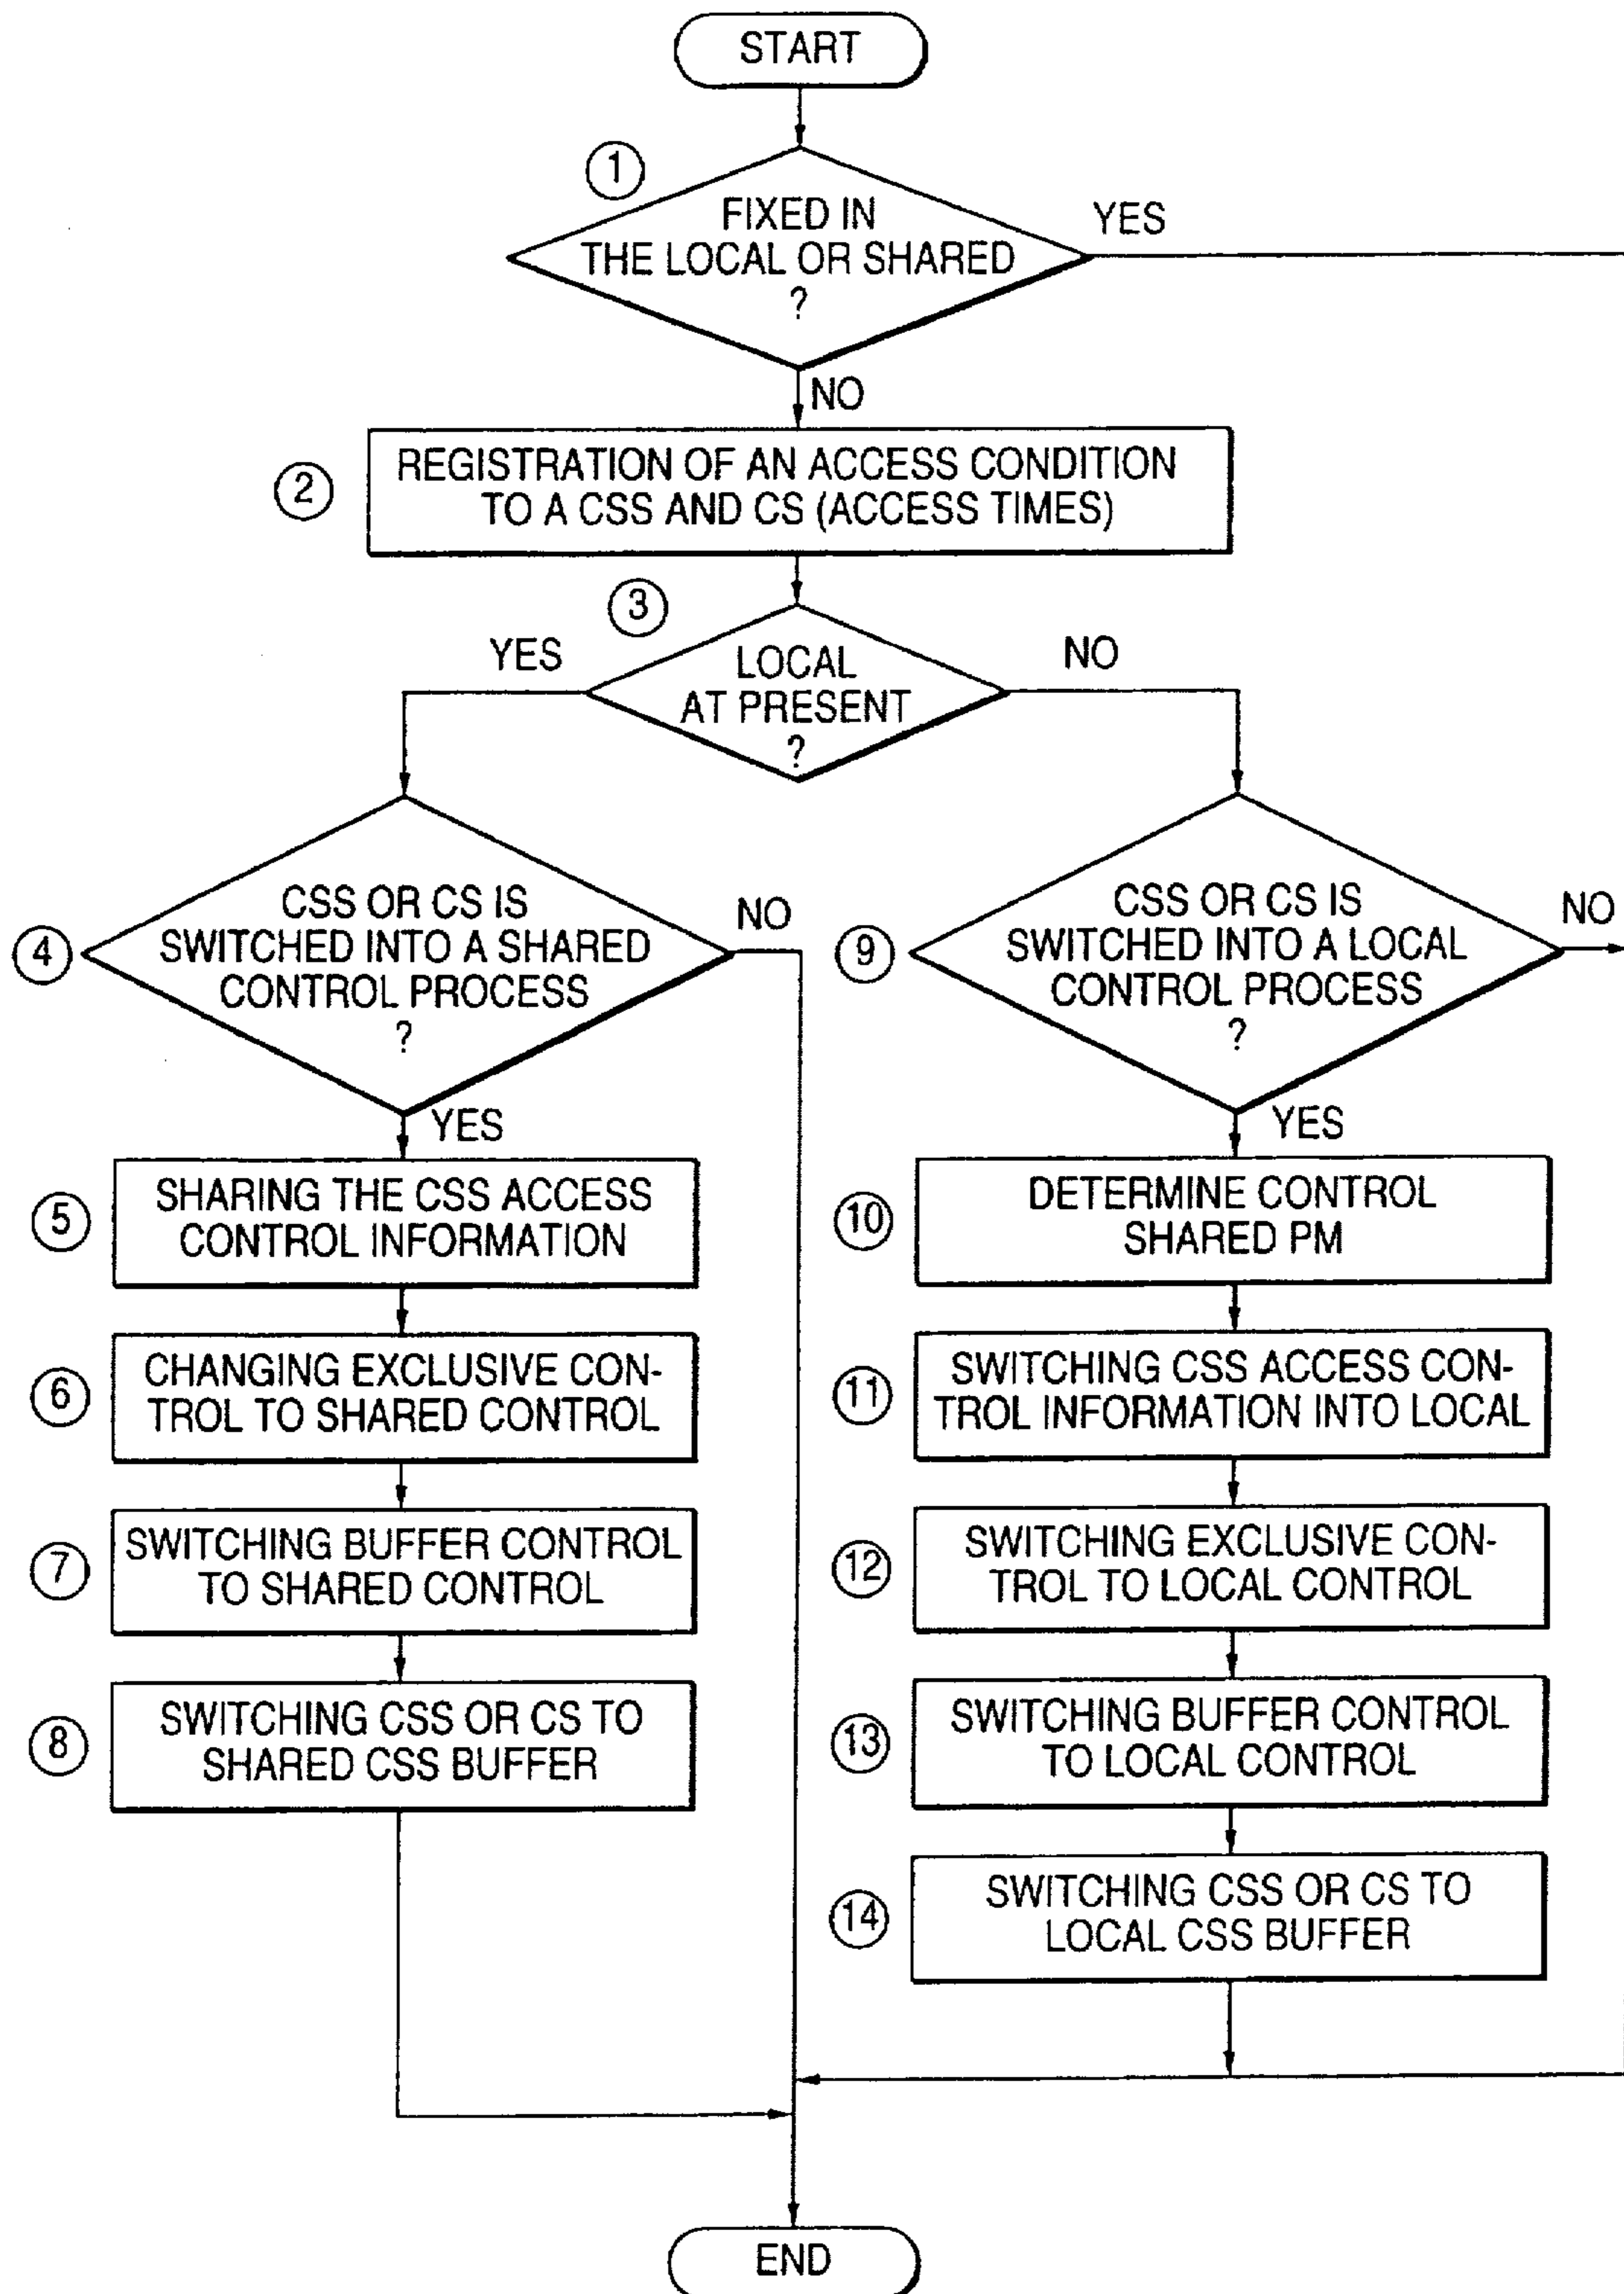 START
1
FIXED IN
THE LOCAL OR SHARED
?
YES
NO
2
REGISTRATION OF AN ACCESS CONDITION
TO A CSS AND CS (ACCESS TIMES)
3
LOCAL
AT PRESENT
?
YES
NO
4
CSS OR CS IS
SWITCHED INTO A SHARED
CONTROL PROCESS
?
NO
YES
5
SHARING THE CSS ACCESS
CONTROL INFORMATION
6
CHANGING EXCLUSIVE CON-
TROL TO SHARED CONTROL
7
SWITCHING BUFFER CONTROL
TO SHARED CONTROL
8
SWITCHING CSS OR CS TO
SHARED CSS BUFFER
9
CSS OR CS IS
SWITCHED INTO A LOCAL
CONTROL PROCESS
?
NO
YES
10
DETERMINE CONTROL
SHARED PM
11
SWITCHING CSS ACCESS CON-
TROL INFORMATION INTO LOCAL
12
SWITCHING EXCLUSIVE CON-
TROL TO LOCAL CONTROL
13
SWITCHING BUFFER CONTROL
TO LOCAL CONTROL
14
SWITCHING CSS OR CS TO
LOCAL CSS BUFFER
END